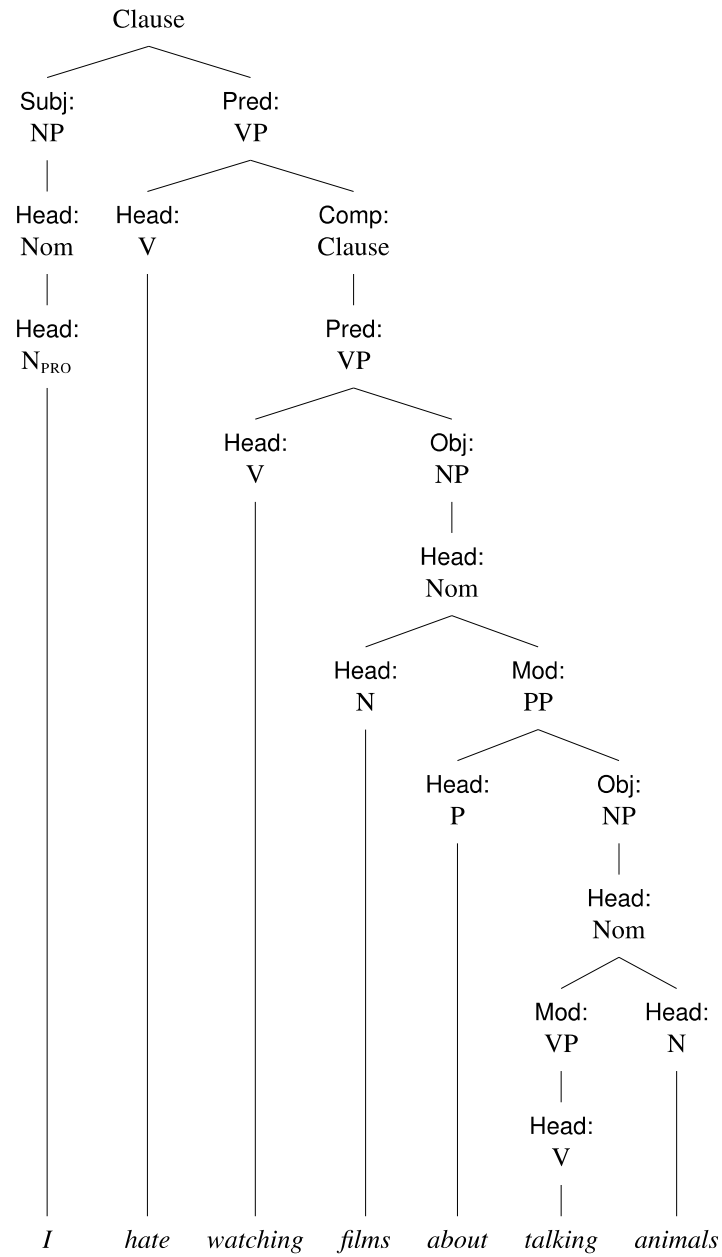 Clause
Subj: Pred:
NP VP
Head: Head: Comp:
Nom V Clause
Head: Pred:
NPRO VP
Head: Obj:
V NP
Head:
Nom
Head: Mod:
N PP
Head: Obj:
P NP
Head:
Nom
Mod: Head:
VP N
Head:
V
I hate watching films about talking animals